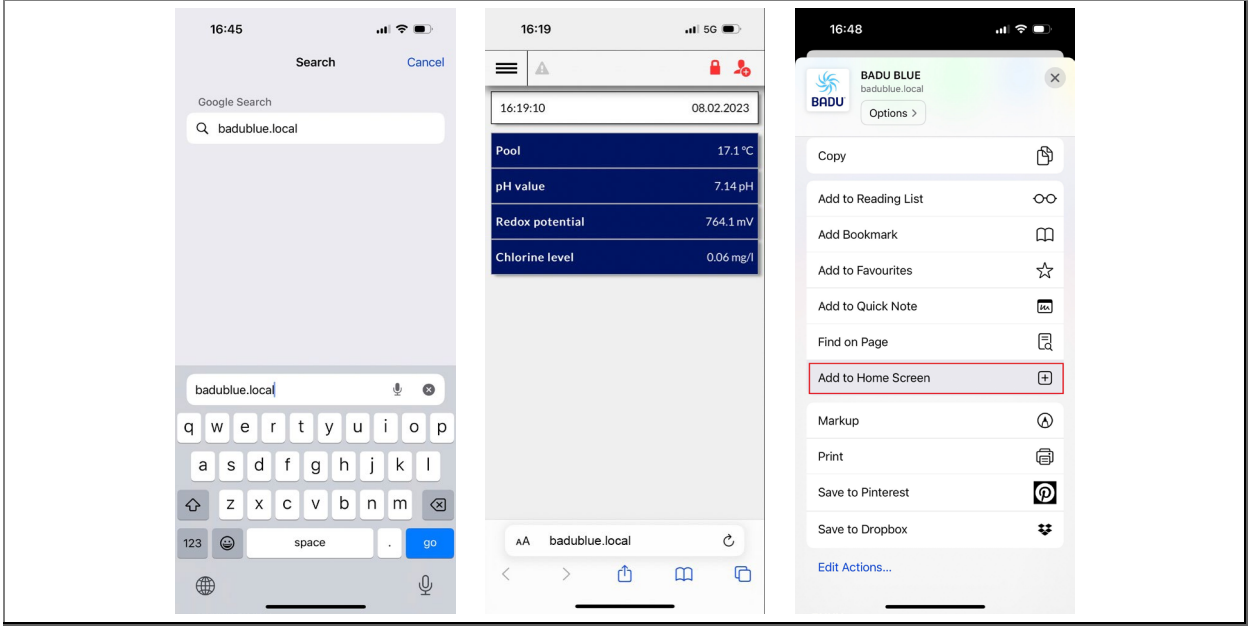 16:45
Search
Cancel
Google Search
badublue.local
badublue.local
q w e r t y u i o p
a s d f g h j k l
z x c v b n m
123 space . go
16:19 5G
16:19:10 08.02.2023
Pool 17.1 °C
pH value 7.14 pH
Redox potential 764.1 mV
Chlorine level 0.06 mg/l
AA badublue.local
16:48
BADU
BADU BLUE
badublue.local
Options >
Copy
Add to Reading List
Add Bookmark
Add to Favourites
Add to Quick Note
Find on Page
Add to Home Screen
Markup
Print
Save to Pinterest
Save to Dropbox
Edit Actions...